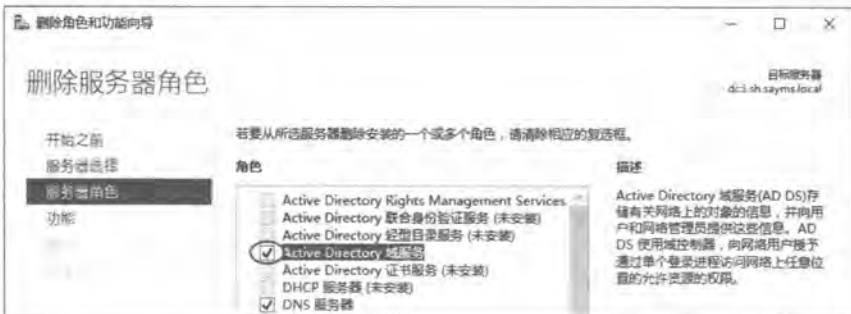 删除角色和功能向导
删除服务器角色
目标服务器
dc3.sh.sayms.local
开始之前
服务器选择
服务器角色
功能
若要从所选服务器删除安装的一个或多个角色，请清除相应的复选框。
角色
Active Directory Rights Management Services
Active Directory 联合身份验证服务 (未安装)
Active Directory 轻型目录服务 (未安装)
Active Directory 域服务
Active Directory 证书服务 (未安装)
DHCP 服务器 (未安装)
DNS 服务器
描述
Active Directory 域服务(AD DS)存
储有关网络上的对象的信息，并向用
户和网络管理员提供这些信息。AD
DS 使用域控制器，向网络用户授予
通过单个登录进程访问网络上任意位
置的允许资源的权限。